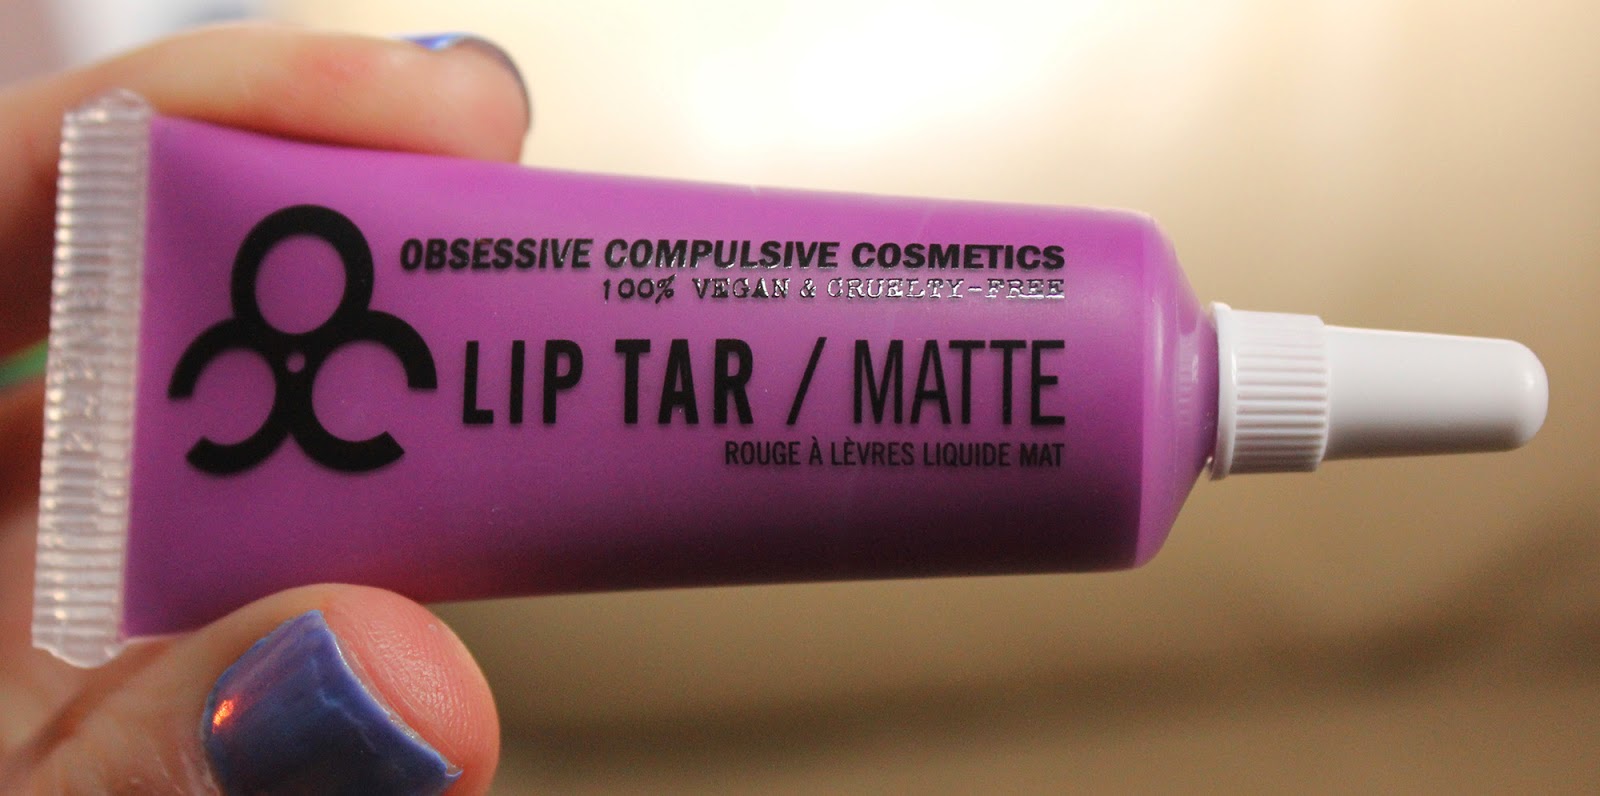 OBSESSIVE COMPULSIVE COSMETICS
100% VEGAN & CRUELTY-FREE
LIP TAR / MATTE
ROUGE À LÈVRES LIQUIDE MAT